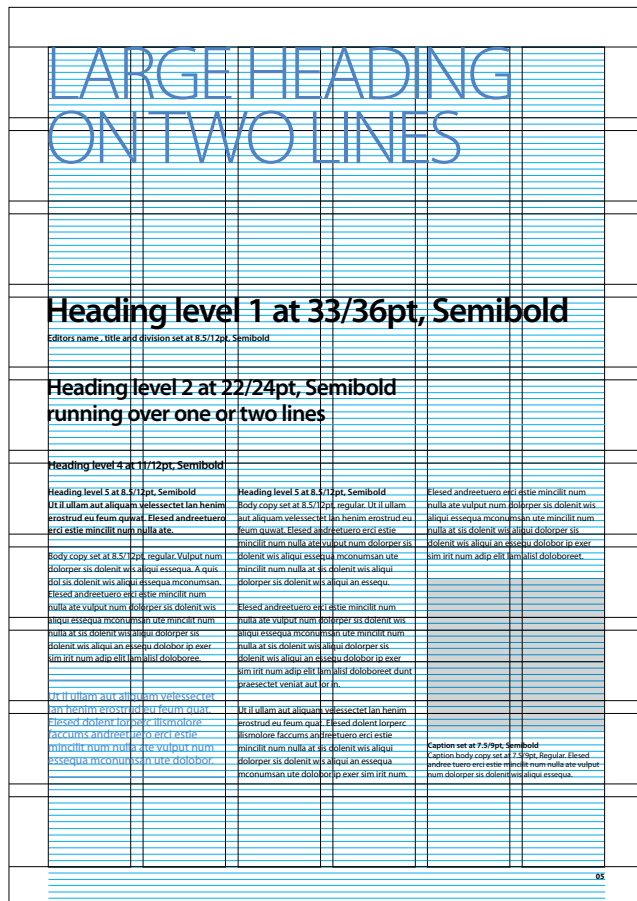 LARGE HEADING
ON TWO LINES
Heading level 1 at 33/36pt, Semibold
Editors name , title and division set at 8.5/12pt, Semibold
Heading level 2 at 22/24pt, Semibold
running over one or two lines
Heading level 4 at 11/12pt, Semibold
Heading level 5 at 8.5/12pt, Semibold
Ut il ullam aut aliquam velessectet lan henim
erostrud eu feum quwat. Elesed andreetuero
erci estie mincilit num nulla ate.
Body copy set at 8.5/12pt, regular. Vulput num
dolorper sis dolenit wis aliqui essequa. A quis
dol sis dolenit wis aliqui essequa mconumsan.
Elesed andreetuero erci estie mincilit num
nulla ate vulput num dolorper sis dolenit wis
aliqui essequa mconumsan ute mincilit num
nulla at sis dolenit wis aliqui dolorper sis
dolenit wis aliqui an essequ dolobor ip exer
sim irit num adip elit lam alisl doloboree.
Ut il ullam aut aliquam velessectet
lan henim erostrud eu feum quat.
Elesed dolent lorperc ilismolore
faccums andreetuero erci estie
mincilit num nulla ate vulput num
essequa mconumsan ute dolobor.
Heading level 5 at 8.5/12pt, Semibold
Body copy set at 8.5/12pt, regular. Ut il ullam
aut aliquam velessectet lan henim erostrud eu
feum quwat. Elesed andreetuero erci estie
mincilit num nulla ate vulput num dolorper sis
dolenit wis aliqui essequa mconumsan ute
mincilit num nulla at sis dolenit wis aliqui
dolorper sis dolenit wis aliqui an essequ.
Elesed andreetuero erci estie mincilit num
nulla ate vulput num dolorper sis dolenit wis
aliqui essequa mconumsan ute mincilit num
nulla at sis dolenit wis aliqui dolorper sis
dolenit wis aliqui an essequ dolobor ip exer
sim irit num adip elit lam alisl doloboreet dunt
praesectet veniat aut lor in.
Ut il ullam aut aliquam velessectet lan henim
erostrud eu feum quat. Elesed dolent lorperc
ilismolore faccums andreetuero erci estie
mincilit num nulla ate vulput num dolorper sis
dolorper sis dolenit wis aliqui an essequa
mconumsan ute dolobor ip exer sim irit num.
Elesed andreetuero erci estie mincilit num
nulla ate vulput num dolorper sis dolenit wis
aliqui essequa mconumsan ute mincilit num
nulla at sis dolenit wis aliqui dolorper sis
dolenit wis aliqui an essequ dolobor ip exer
sim irit num adip elit lam alisl doloboreet.
Caption set at 7.5/9pt, Semibold
Caption body copy set at 7.5/9pt, Regular. Elesed
andree tuero erci estie mincilit num nulla ate vulput
num dolorper sis dolenit wis aliqui essequa.
05